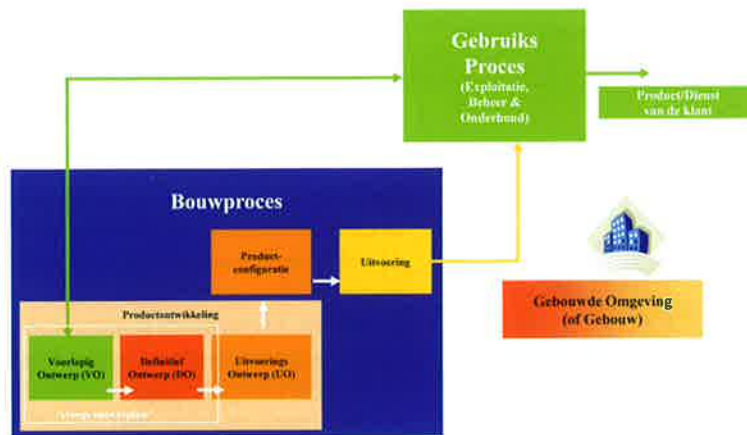 Gebruiks
Proces
(Exploitatie,
Beheer &
Onderhoud)
Product/Dienst
van de klant
Bouwproces
Product-
configuratie
Uitvoering
Gebouwde Omgeving
(of Gebouw)
Productontwikkeling
Voorlopig
Ontwerp (VO)
Definitief
Ontwerp (DO)
Uitvoerings
Ontwerp (UO)